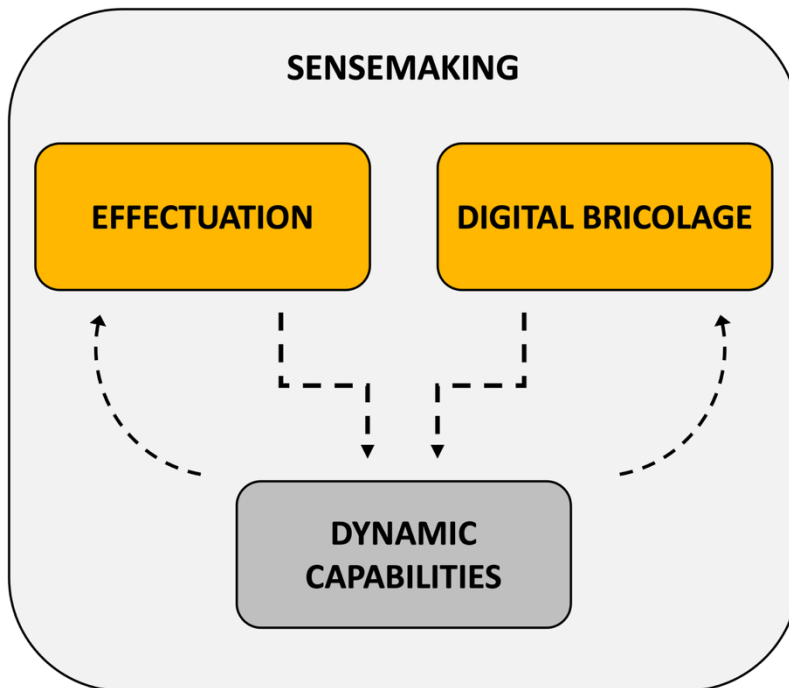 SENSEMAKING
EFFECTUATION
DIGITAL BRICOLAGE
DYNAMIC
CAPABILITIES